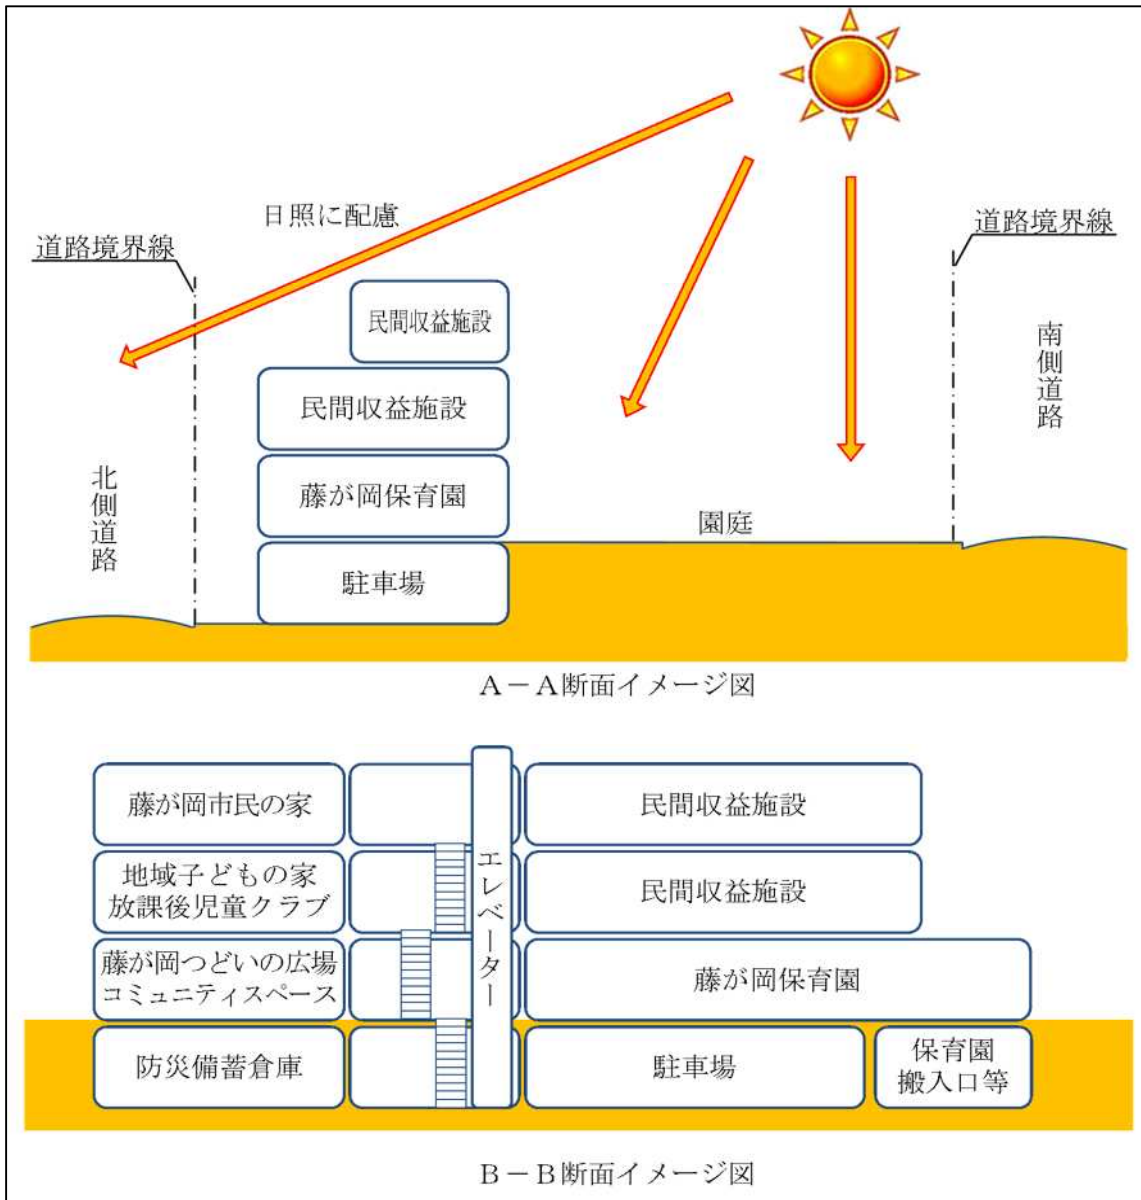 日照に配慮
道路境界線
道路境界線
民間収益施設
南側道路
民間収益施設
北側道路
藤が岡保育園
園庭
駐車場
A－A断面イメージ図
藤が岡市民の家
民間収益施設
エレベーター
地域子どもの家
放課後児童クラブ
民間収益施設
藤が岡つどいの広場
コミュニティスペース
藤が岡保育園
防災備蓄倉庫
駐車場
保育園
搬入口等
B－B断面イメージ図